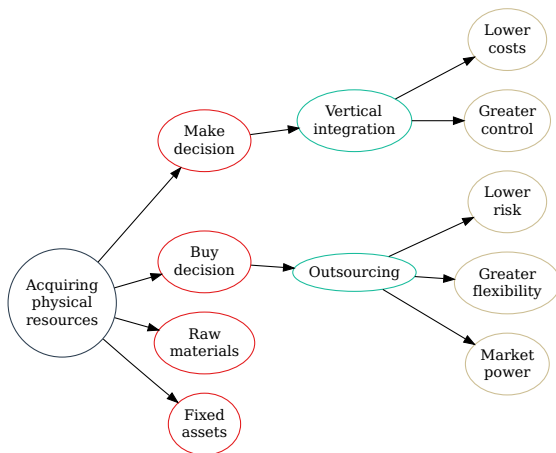 Lower
costs
Vertical
integration
Greater
control
Make
decision
Lower
risk
Buy
decision
Outsourcing
Greater
flexibility
Acquiring
physical
resources
Raw
materials
Market
power
Fixed
assets